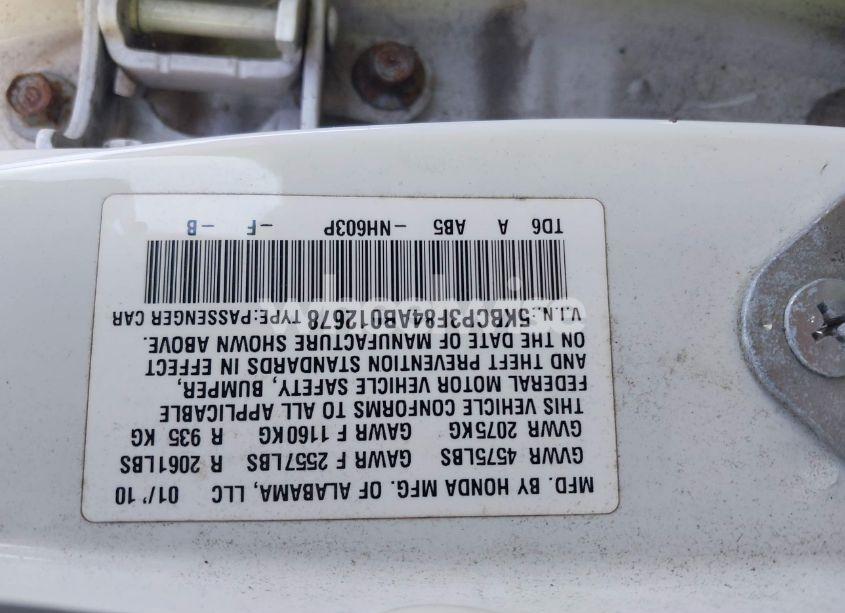 MFD. BY HONDA MFG. OF ALABAMA, LLC 01/'10
GVWR 4575LBS GAWR F 2557LBS R 2061LBS
GVWR 2075KG GAWR F 1160KG R 935 KG
THIS VEHICLE CONFORMS TO ALL APPLICABLE
FEDERAL MOTOR VEHICLE SAFETY, BUMPER,
AND THEFT PREVENTION STANDARDS IN EFFECT
ON THE DATE OF MANUFACTURE SHOWN ABOVE.
V.I.N.: 5KBCP3F84AB012678 TYPE:PASSENGER CAR
TD6 A AB5 -NH603P -F -B